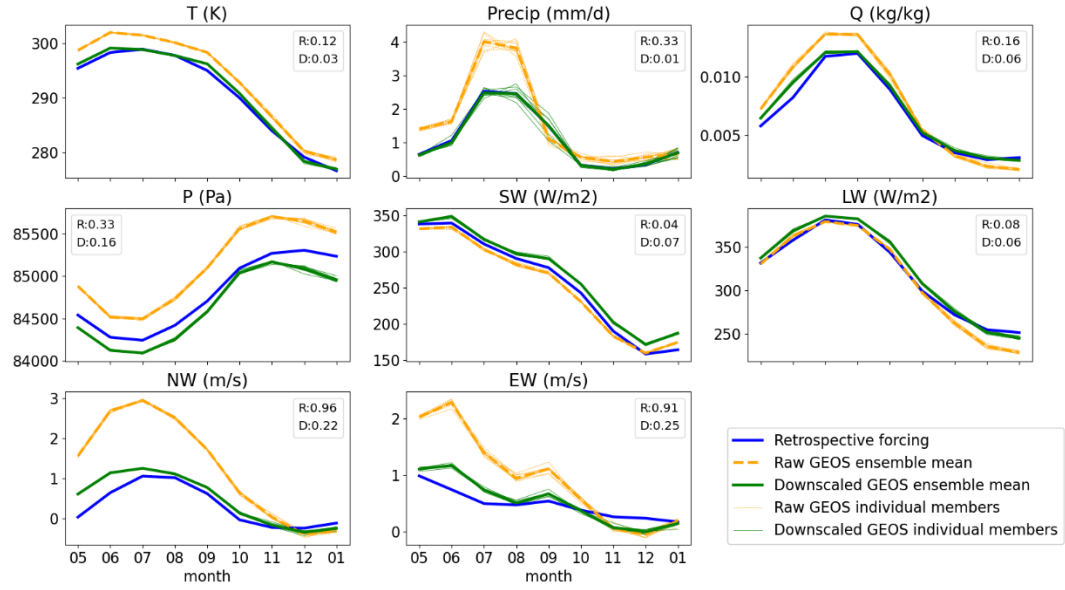 T (K)
300
290
280
R:0.12
D:0.03
Precip (mm/d)
4
3
2
1
0
R:0.33
D:0.01
Q (kg/kg)
0.010
0.005
R:0.16
D:0.06
P (Pa)
85500
85000
84500
84000
R:0.33
D:0.16
SW (W/m2)
350
300
250
200
150
R:0.04
D:0.07
LW (W/m2)
350
300
250
R:0.08
D:0.06
NW (m/s)
3
2
1
0
R:0.96
D:0.22
05 06 07 08 09 10 11 12 01
month
EW (m/s)
2
1
0
R:0.91
D:0.25
05 06 07 08 09 10 11 12 01
month
Retrospective forcing
Raw GEOS ensemble mean
Downscaled GEOS ensemble mean
Raw GEOS individual members
Downscaled GEOS individual members